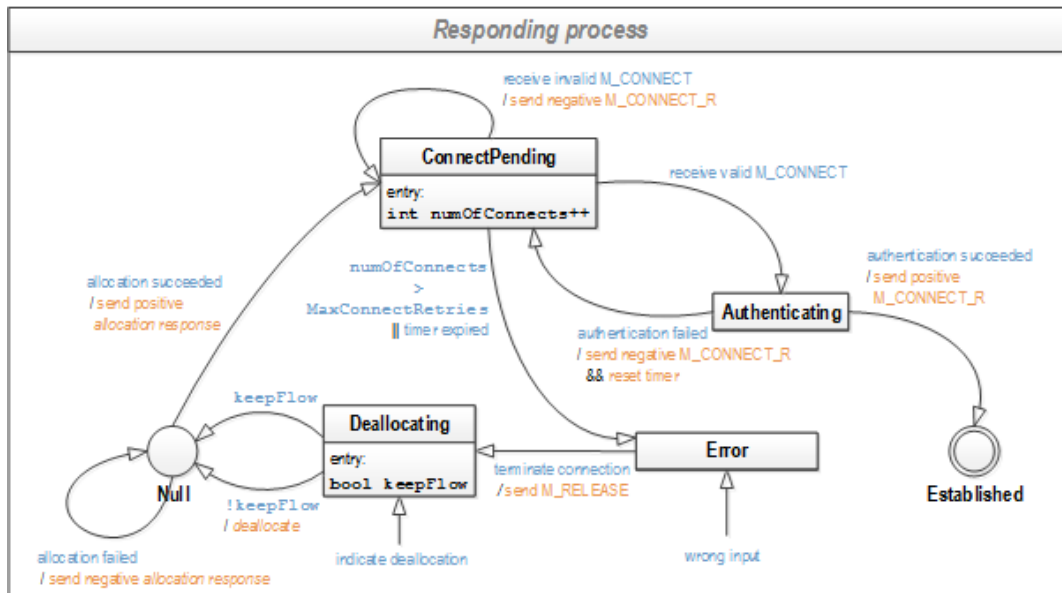 Responding process
receive invalid M_CONNECT
/ send negative M_CONNECT_R
ConnectPending
entry:
int numOfConnects++
receive valid M_CONNECT
allocation succeeded
/ send positive
allocation response
numOfConnects
>
MaxConnectRetries
|| timer expired
authentication succeeded
/ send positive
M_CONNECT_R
Authenticating
authentication failed
/ send negative M_CONNECT_R
&& reset timer
keepFlow
Deallocating
entry:
bool keepFlow
Error
terminate connection
/ send M_RELEASE
Null
Established
!keepFlow
/ deallocate
allocation failed
/ send negative allocation response
indicate deallocation
wrong input